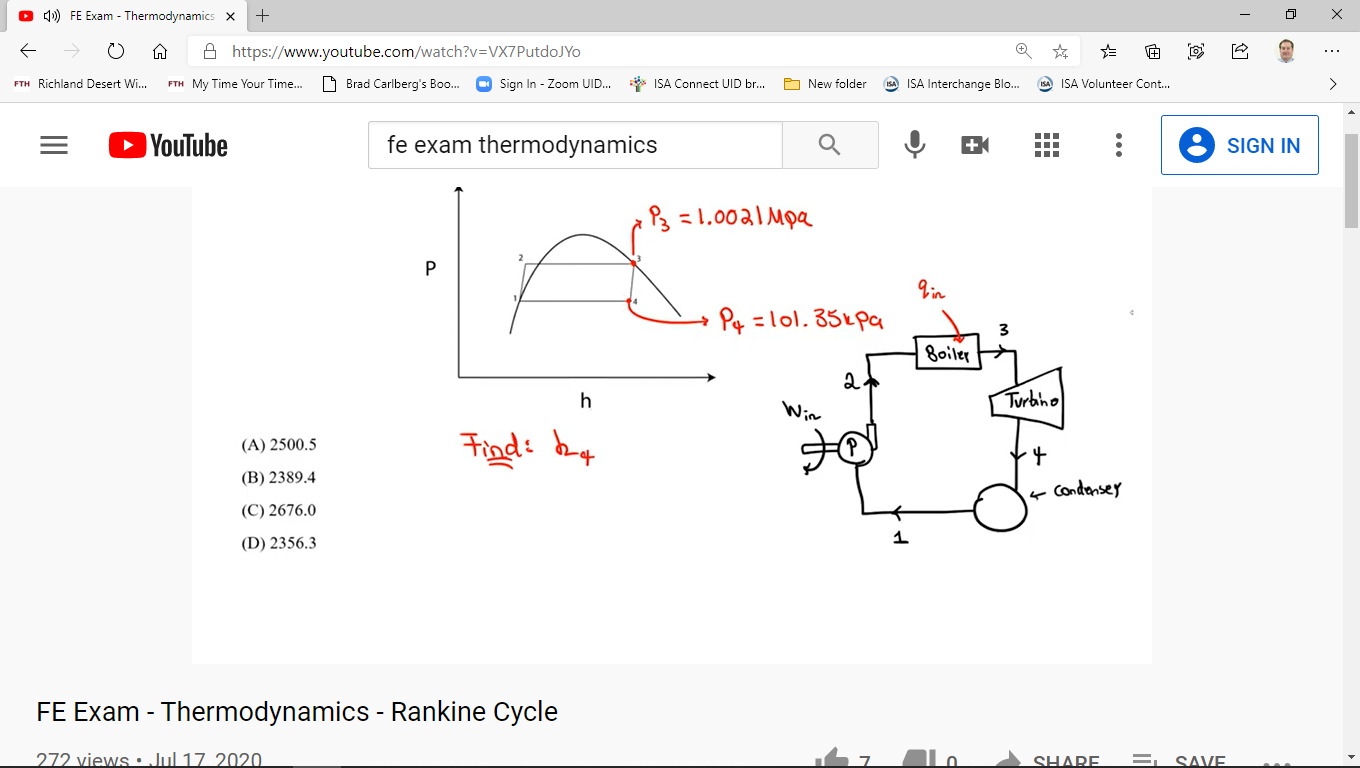 FE Exam - Thermodynamics
https://www.youtube.com/watch?v=VX7PutdoJYo
FTH Richland Desert Wi...
FTH My Time Your Time...
Brad Carlberg's Boo...
Sign In - Zoom UID...
ISA Connect UID br...
New folder
ISA Interchange Blo...
ISA Volunteer Cont...
YouTube
fe exam thermodynamics
SIGN IN
P₃ = 1.0021 Mpa
2
3
P
1
4
P₄ = 101.35kpa
qin
Boiler
3
h
2
Turbine
Win
P
4
Find: h₄
condenser
1
(A) 2500.5
(B) 2389.4
(C) 2676.0
(D) 2356.3
FE Exam - Thermodynamics - Rankine Cycle
272 views • Jul 17, 2020
7
0
SHARE
SAVE